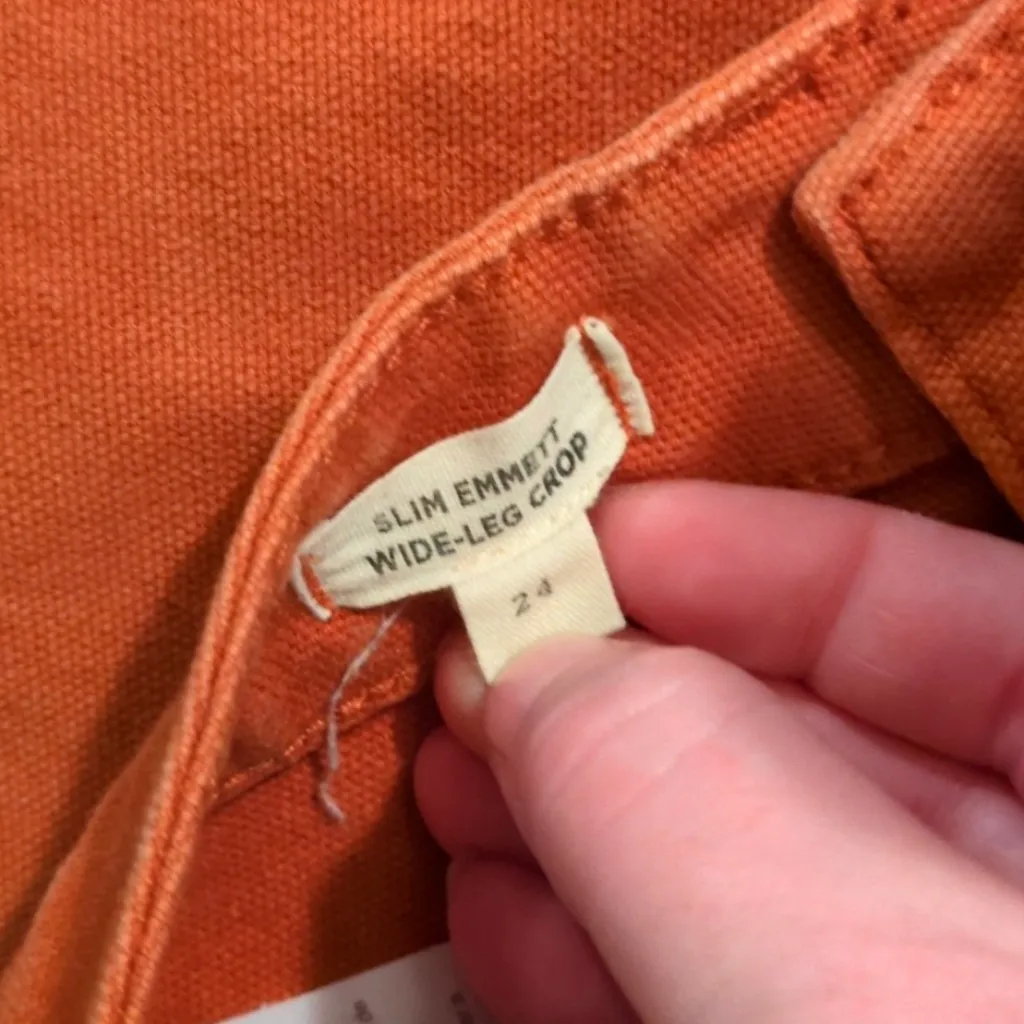 SLIM EMMETT
WIDE-LEG CROP
24